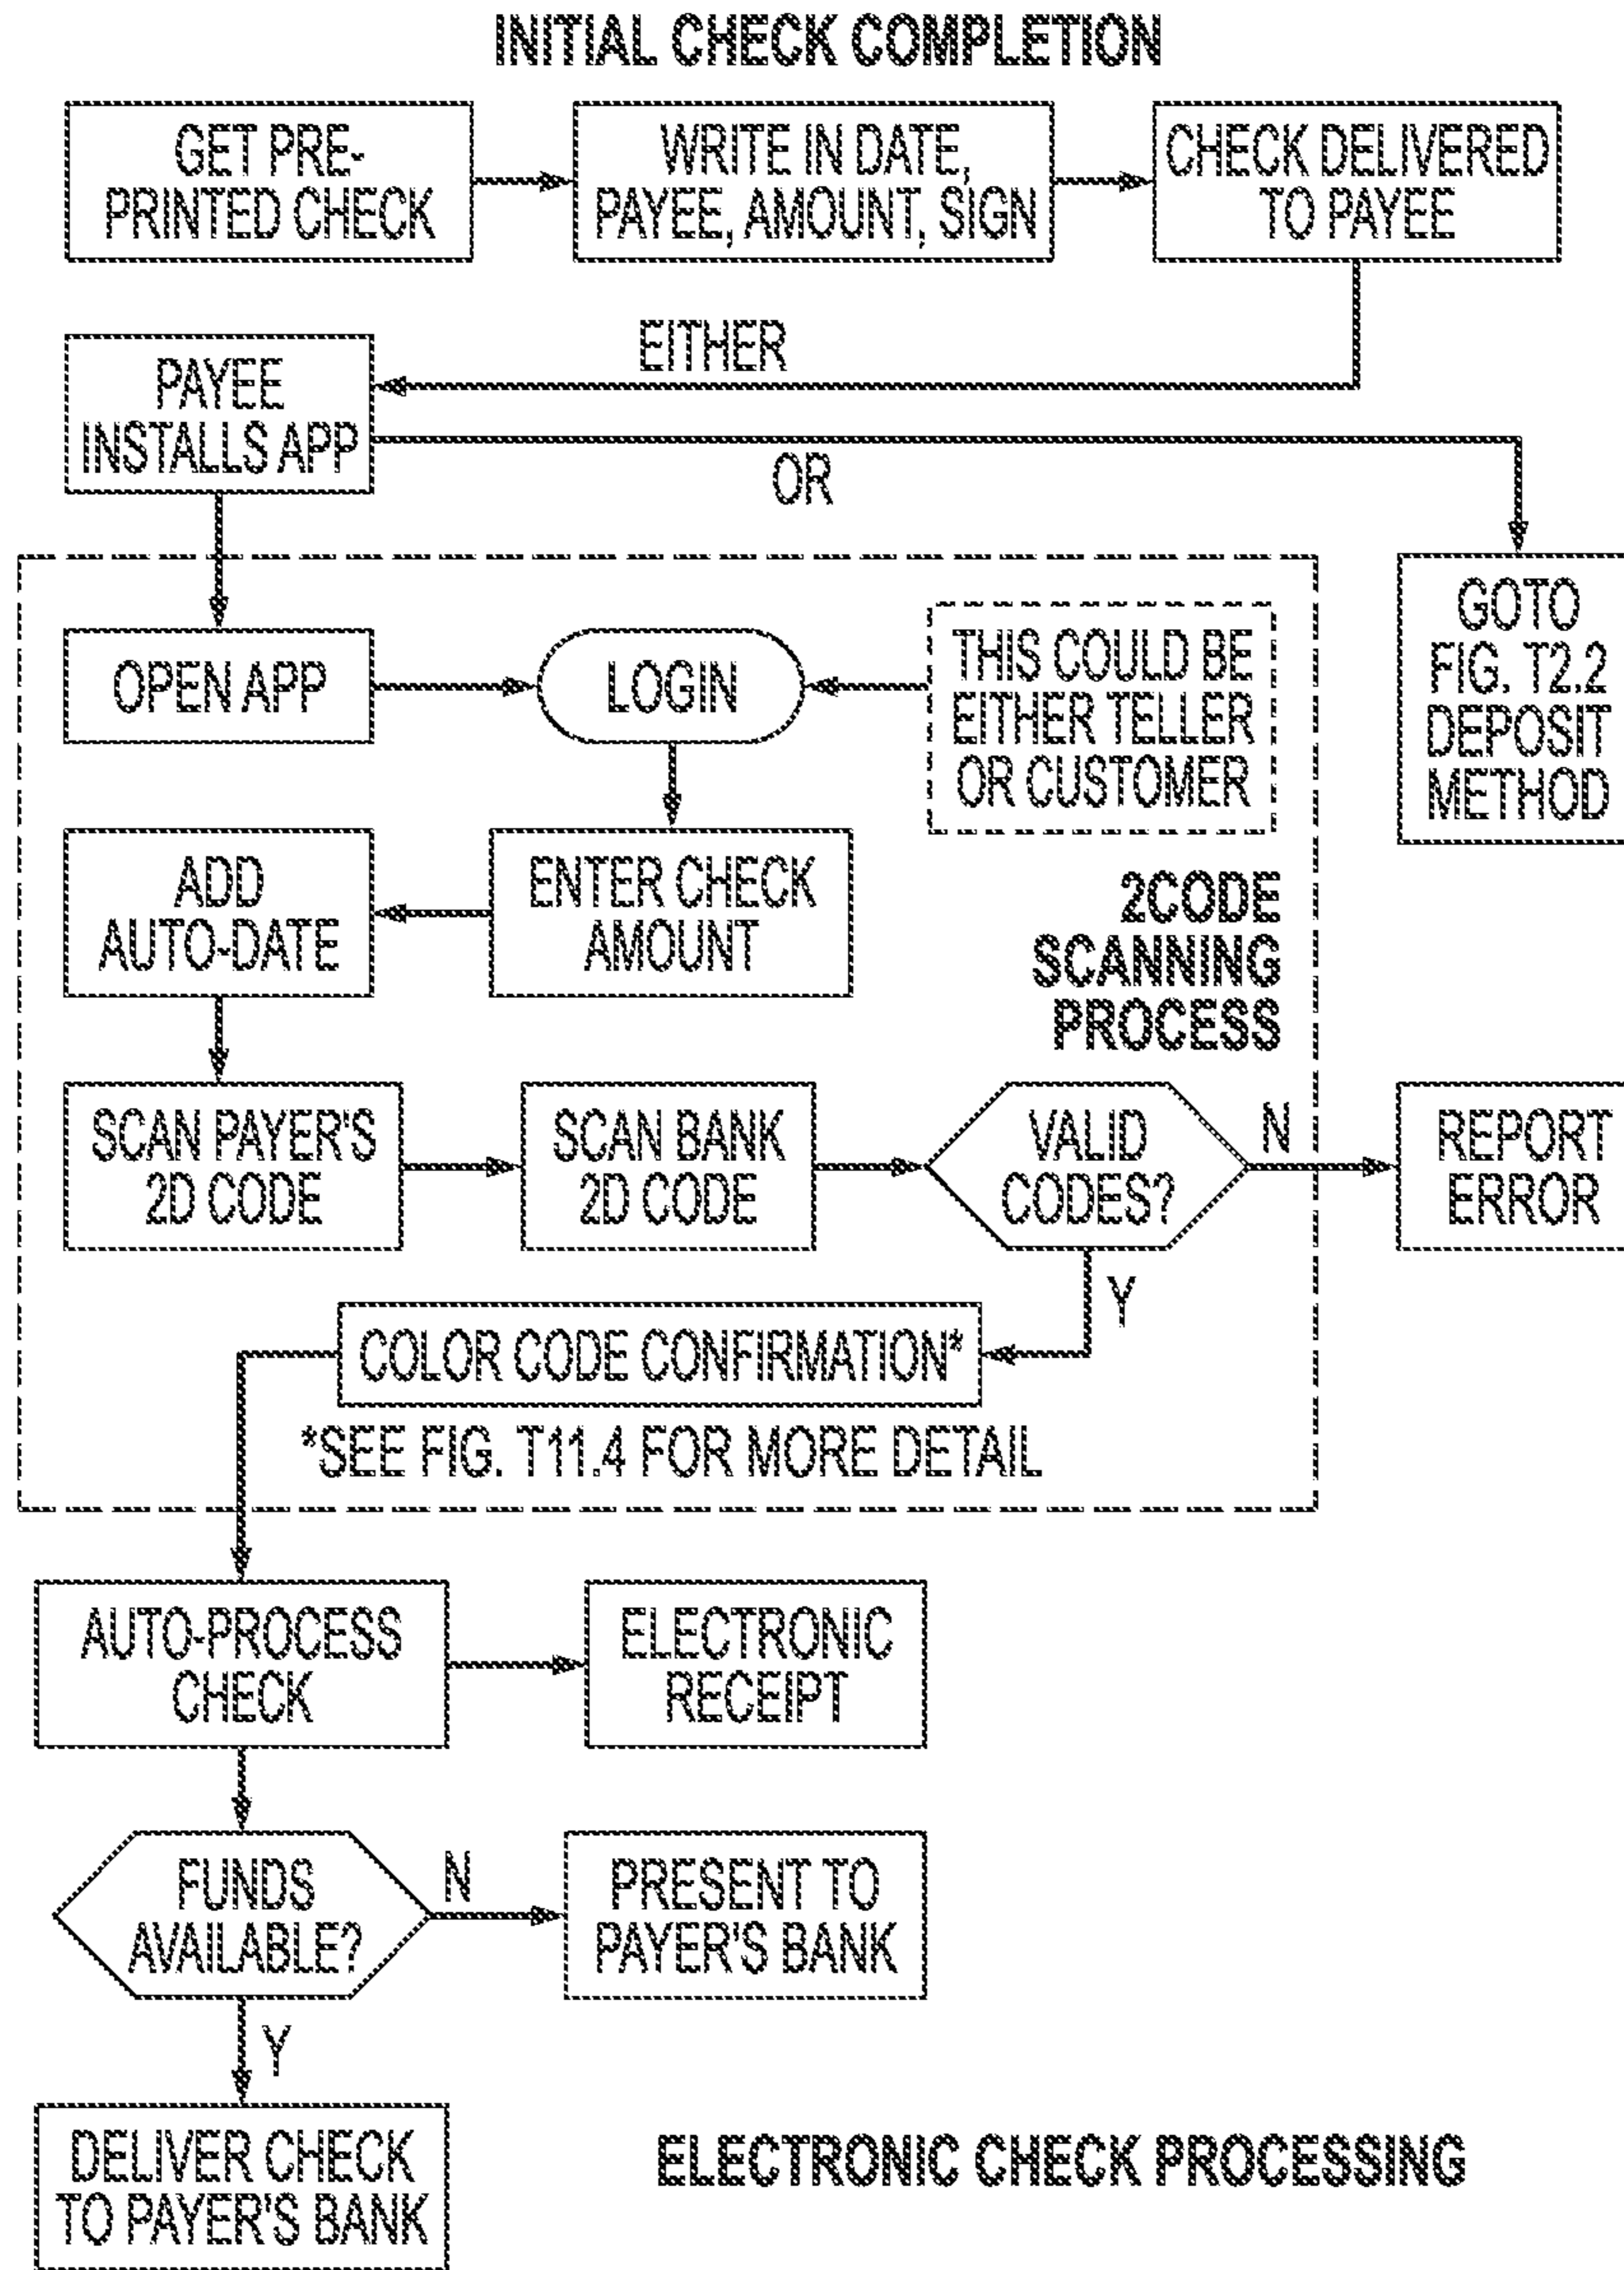 INITIAL CHECK COMPLETION
GET PRE-
PRINTED CHECK
WRITE IN DATE,
PAYEE, AMOUNT, SIGN
CHECK DELIVERED
TO PAYEE
EITHER
PAYEE
INSTALLS APP
OR
GOTO
FIG. T2.2
DEPOSIT
METHOD
OPEN APP
LOGIN
THIS COULD BE
EITHER TELLER
OR CUSTOMER
ADD
AUTO-DATE
ENTER CHECK
AMOUNT
2CODE
SCANNING
PROCESS
SCAN PAYER'S
2D CODE
SCAN BANK
2D CODE
VALID
CODES?
N
REPORT
ERROR
Y
COLOR CODE CONFIRMATION*
*SEE FIG. T11.4 FOR MORE DETAIL
AUTO-PROCESS
CHECK
ELECTRONIC
RECEIPT
FUNDS
AVAILABLE?
N
PRESENT TO
PAYER'S BANK
Y
DELIVER CHECK
TO PAYER'S BANK
ELECTRONIC CHECK PROCESSING